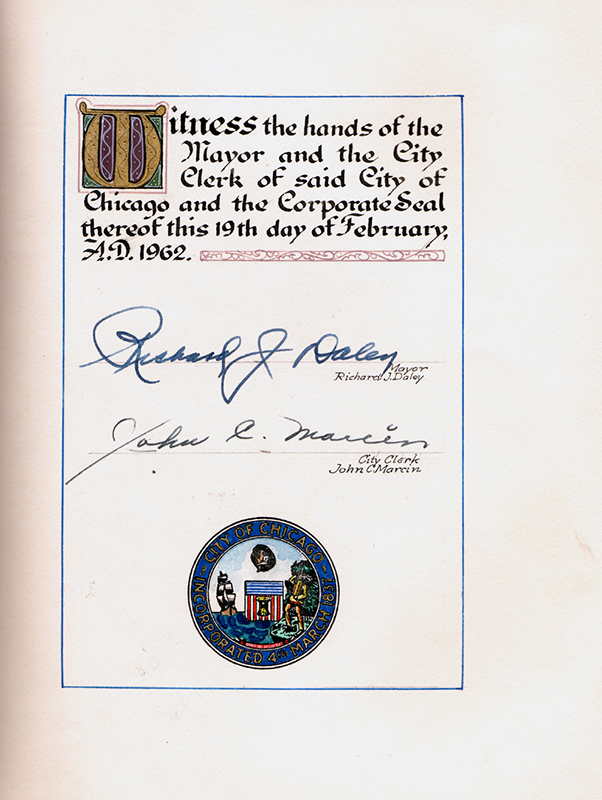 Witness the hands of the
Mayor and the City
Clerk of said City of
Chicago and the Corporate Seal
thereof this 19th day of February,
A.D. 1962.
Richard J Daley
Mayor
Richard J. Daley
John C. Marcin
City Clerk
John C Marcin
CITY OF CHICAGO
INCORPORATED 4TH MARCH 1837